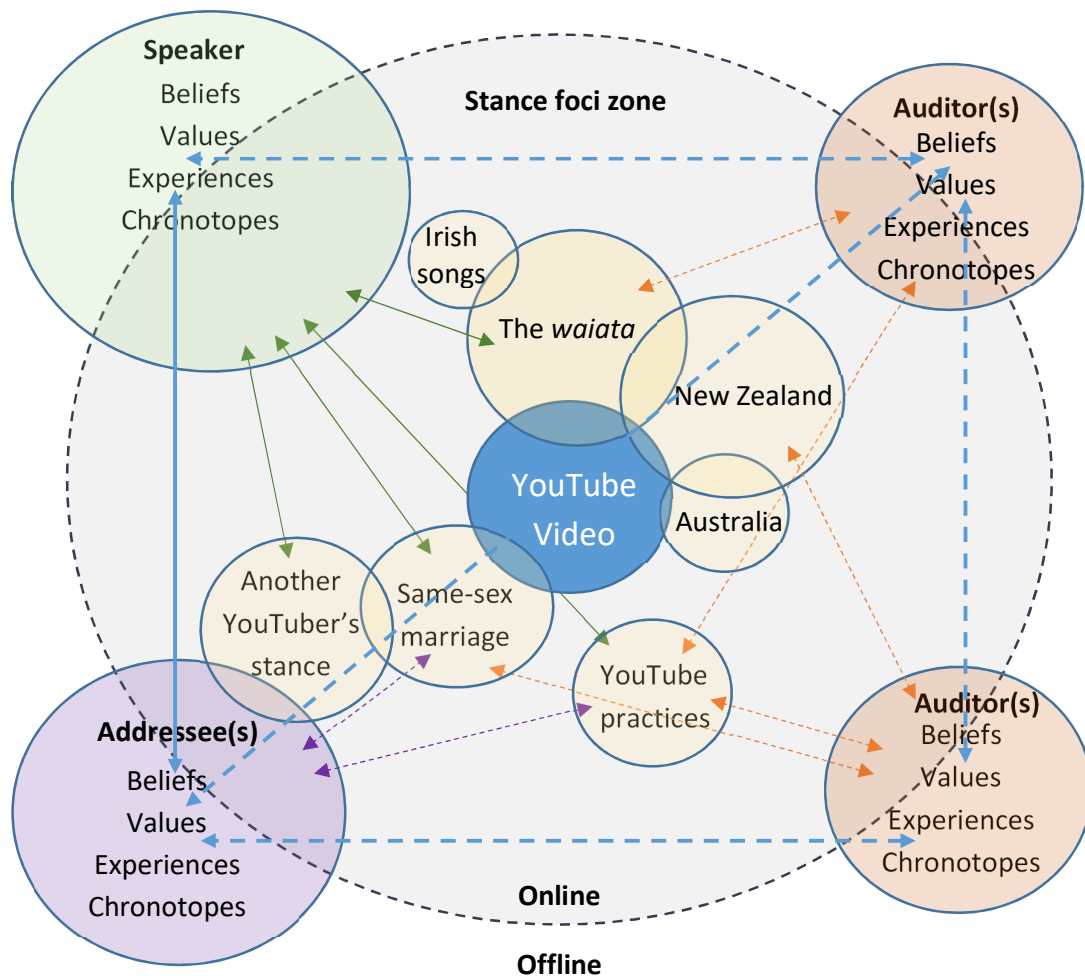 Speaker
Beliefs
Values
Experiences
Chronotopes
Stance foci zone
Auditor(s)
Beliefs
Values
Experiences
Chronotopes
Irish
songs
The waiata
New Zealand
YouTube
Video
Australia
Another
YouTuber’s
stance
Same-sex
marriage
YouTube
practices
Addressee(s)
Beliefs
Values
Experiences
Chronotopes
Auditor(s)
Beliefs
Values
Experiences
Chronotopes
Online
Offline